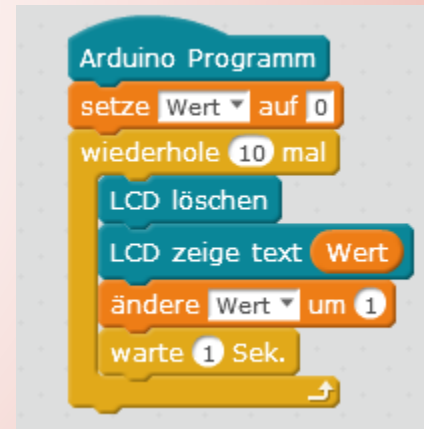 Arduino Programm
setze Wert auf 0
wiederhole 10 mal
LCD löschen
LCD zeige text Wert
ändere Wert um 1
warte 1 Sek.